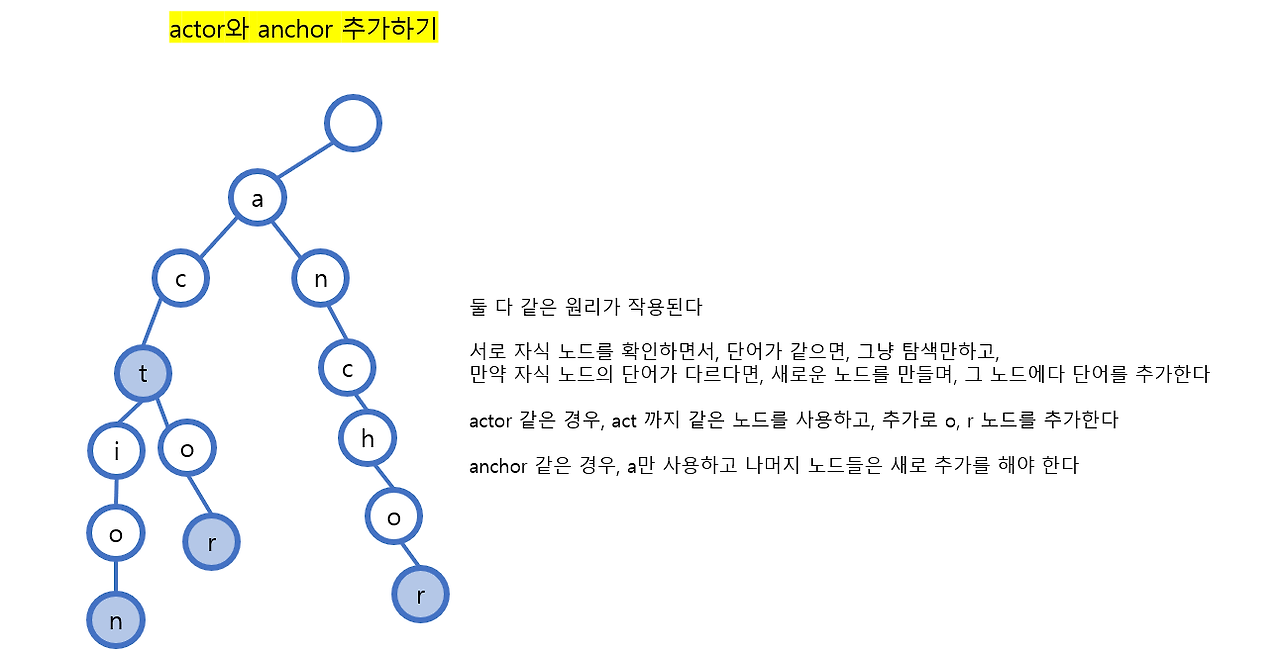 actor와 anchor 추가하기
a
c
n
t
c
i
o
h
o
r
o
n
r
둘 다 같은 원리가 작용된다
서로 자식 노드를 확인하면서, 단어가 같으면, 그냥 탐색만하고,
만약 자식 노드의 단어가 다르다면, 새로운 노드를 만들며, 그 노드에다 단어를 추가한다
actor 같은 경우, act 까지 같은 노드를 사용하고, 추가로 o, r 노드를 추가한다
anchor 같은 경우, a만 사용하고 나머지 노드들은 새로 추가를 해야 한다